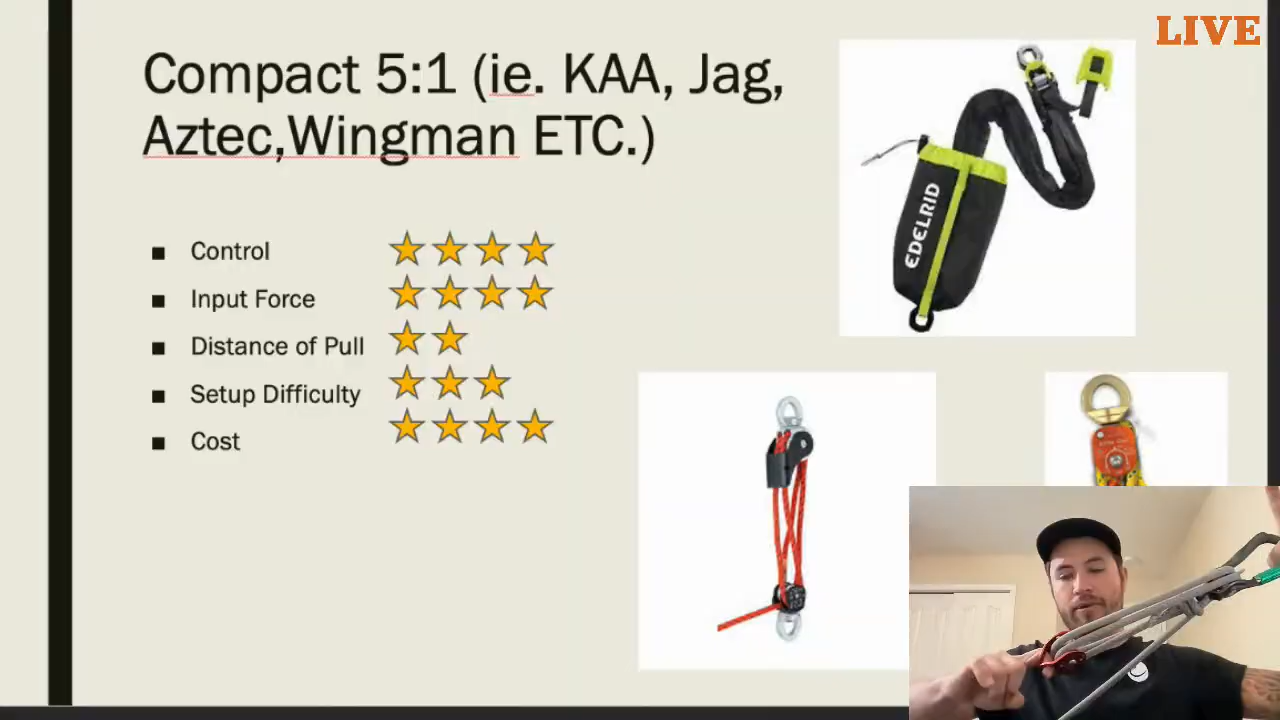 LIVE
Compact 5:1 (ie. KAA, Jag,
Aztec,Wingman ETC.)
■ Control
■ Input Force
■ Distance of Pull
■ Setup Difficulty
■ Cost
EDELRID